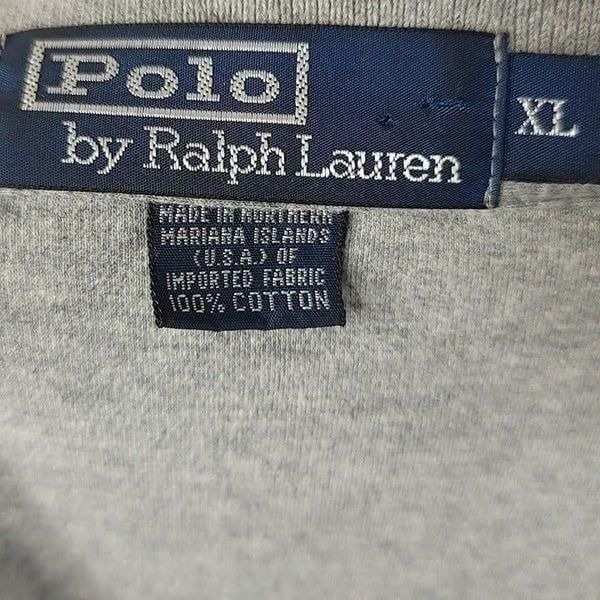 Polo
by Ralph Lauren
XL
MADE IN NORTHERN
MARIANA ISLANDS
(U.S.A.) OF
IMPORTED FABRIC
100% COTTON